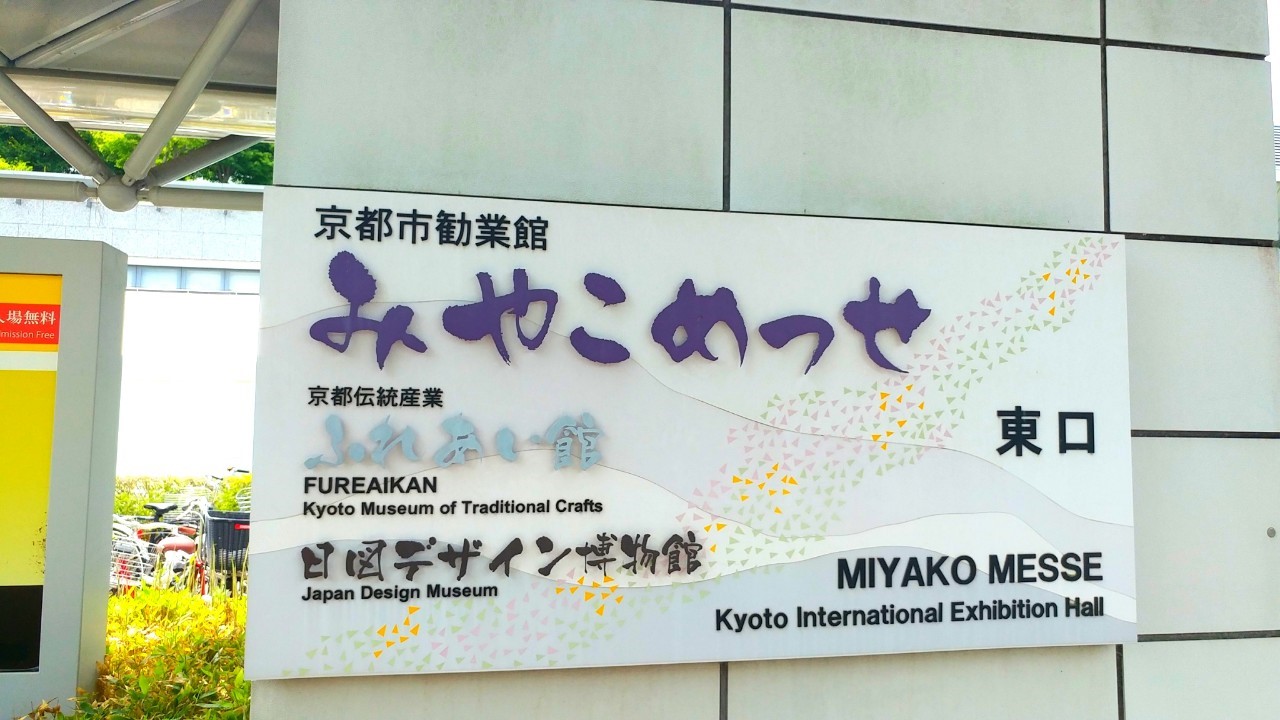 京都市勧業館
みやこめっせ
京都伝統産業
ふれあい館
FUREAIKAN
Kyoto Museum of Traditional Crafts
日図デザイン博物館
Japan Design Museum
東口
MIYAKO MESSE
Kyoto International Exhibition Hall
場無料
Free